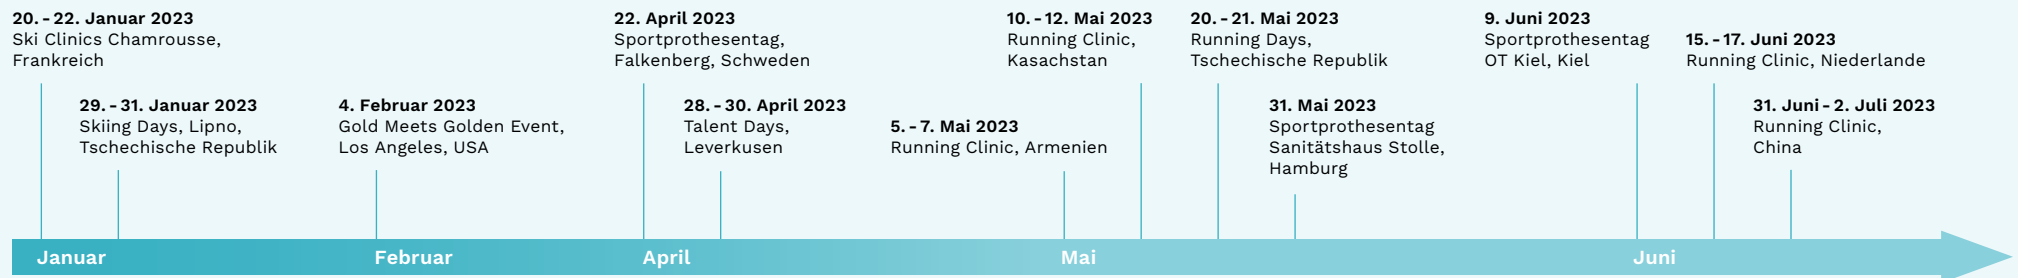 20. - 22. Januar 2023
Ski Clinics Chamrousse,
Frankreich
29. - 31. Januar 2023
Skiing Days, Lipno,
Tschechische Republik
4. Februar 2023
Gold Meets Golden Event,
Los Angeles, USA
22. April 2023
Sportprothesentag,
Falkenberg, Schweden
28. - 30. April 2023
Talent Days,
Leverkusen
5. - 7. Mai 2023
Running Clinic, Armenien
10. - 12. Mai 2023
Running Clinic,
Kasachstan
20. - 21. Mai 2023
Running Days,
Tschechische Republik
31. Mai 2023
Sportprothesentag
Sanitätshaus Stolle,
Hamburg
9. Juni 2023
Sportprothesentag
OT Kiel, Kiel
15. - 17. Juni 2023
Running Clinic, Niederlande
31. Juni - 2. Juli 2023
Running Clinic,
China
Januar
Februar
April
Mai
Juni